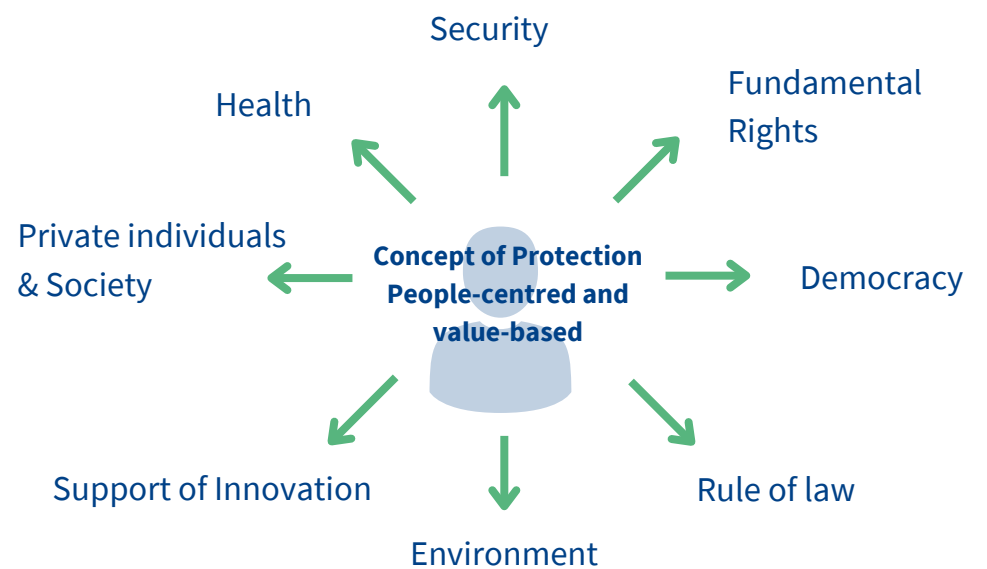 Security
Fundamental
Rights
Health
Private individuals
& Society
Concept of Protection
People-centred and
value-based
Democracy
Support of Innovation
Rule of law
Environment